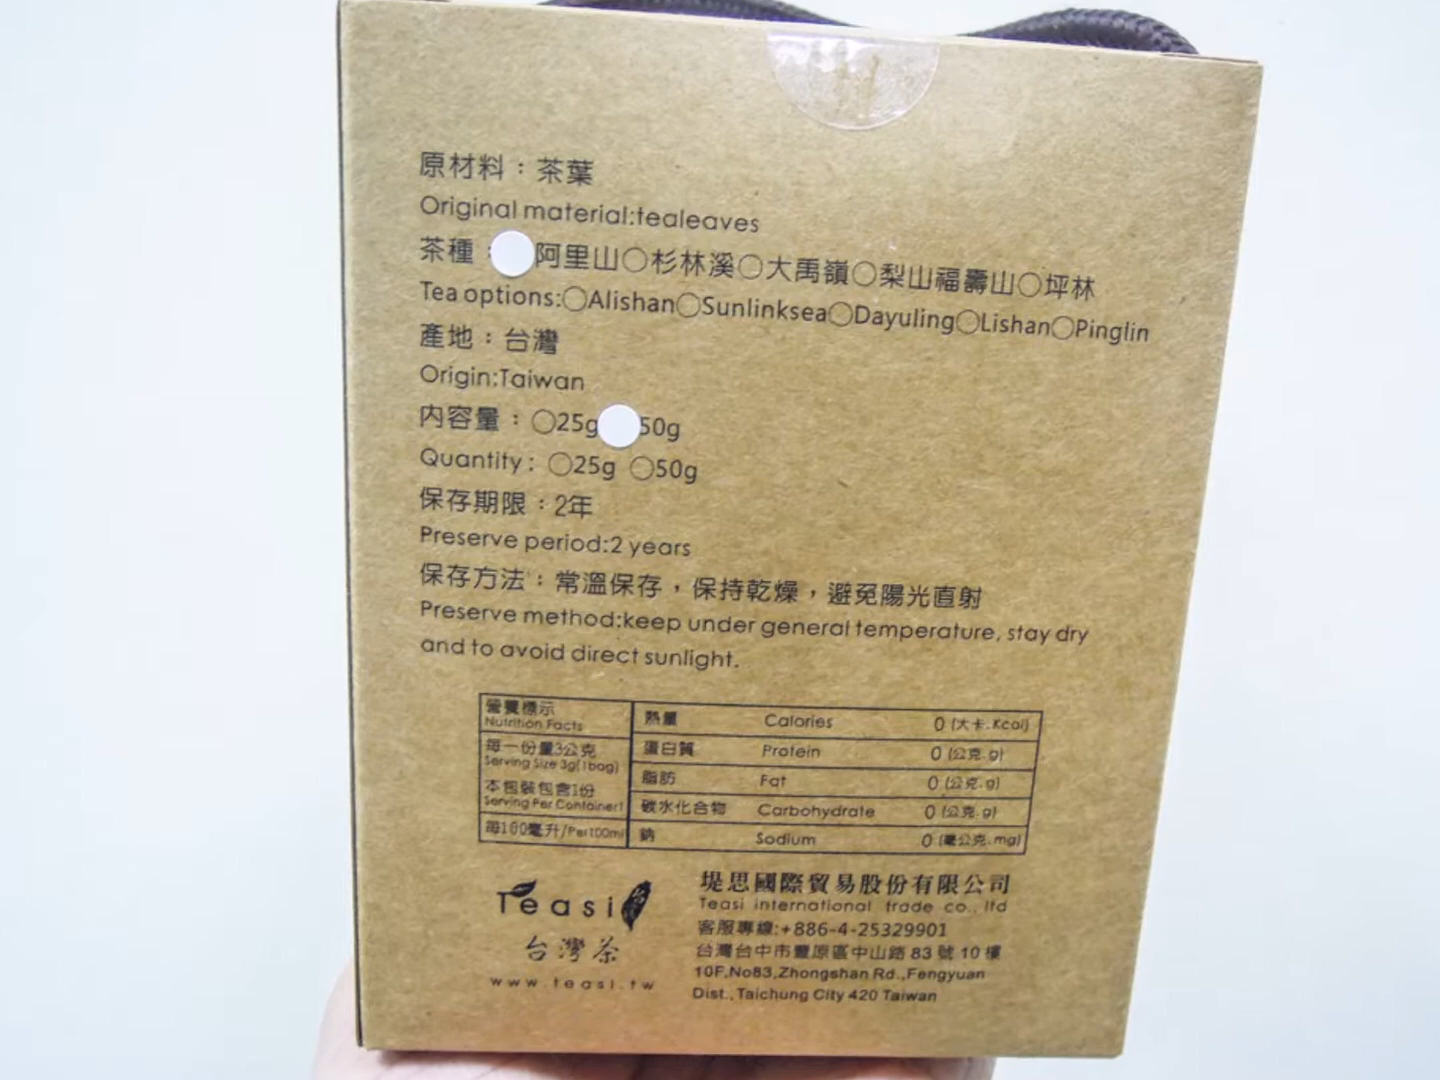 原材料：茶葉
Original material:tealeaves
茶種：○阿里山○杉林溪○大禹嶺○梨山福壽山○坪林
Tea options:○Alishan○Sunlinksea○Dayuling○Lishan○Pinglin
產地：台灣
Origin:Taiwan
內容量：○25g 50g
Quantity: ○25g ○50g
保存期限：2年
Preserve period:2 years
保存方法：常溫保存，保持乾燥，避免陽光直射
Preserve method:keep under general temperature, stay dry
and to avoid direct sunlight.
營養標示
Nutrition Facts
每一份量3公克
Serving Size 3g(1bag)
本包裝包含1份
Serving Per Container1
每100毫升/Per100ml
熱量 Calories 0 (大卡.Kcal)
蛋白質 Protein 0 (公克.g)
脂肪 Fat 0 (公克.g)
碳水化合物 Carbohydrate 0 (公克.g)
鈉 Sodium 0 (毫公克.mg)
Teasi
台灣茶
www.teasi.tw
堤思國際貿易股份有限公司
Teasi international trade co., ltd
客服專線:+886-4-25329901
台灣台中市豐原區中山路 83 號 10 樓
10F,No83,Zhongshan Rd.,Fengyuan
Dist., Taichung City 420 Taiwan